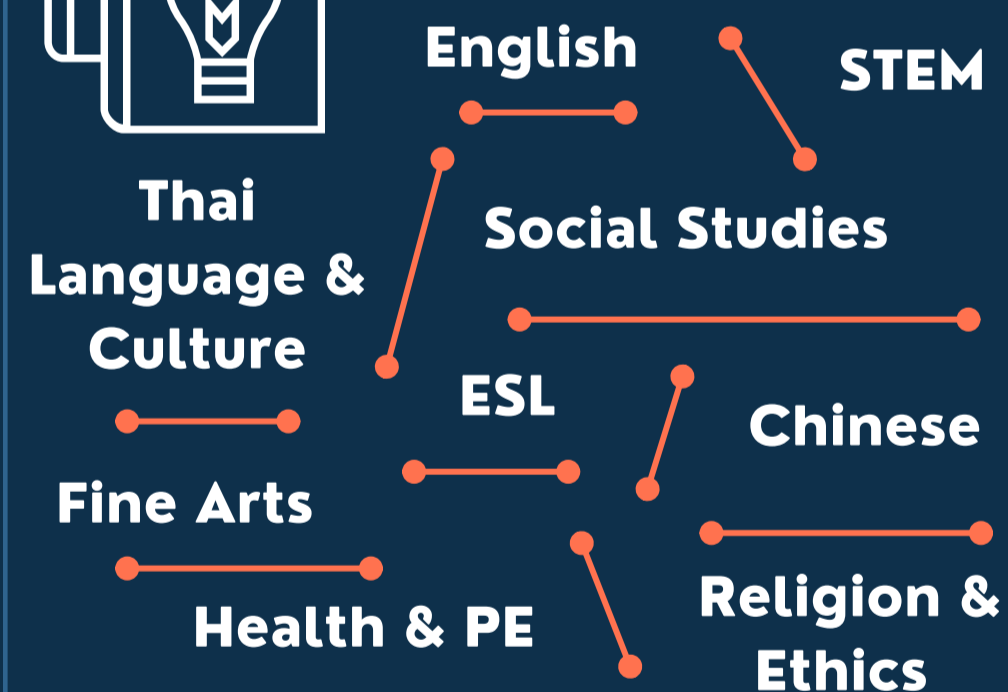 English
STEM
Thai
Language &
Culture
Social Studies
ESL
Chinese
Fine Arts
Religion &
Ethics
Health & PE